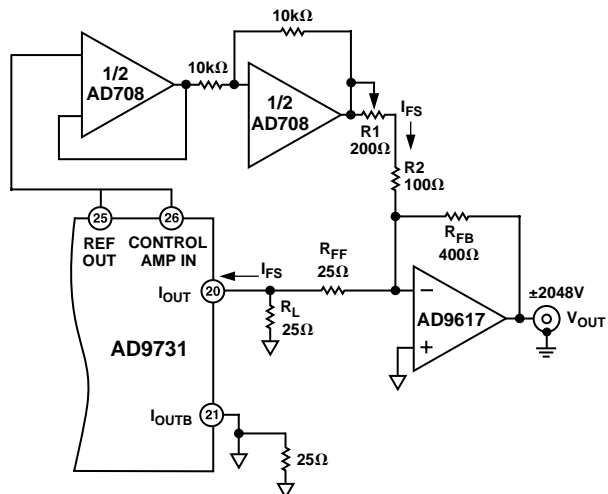 10kΩ
10kΩ
1/2
AD708
1/2
AD708
I_FS
R1
200Ω
R2
100Ω
25
26
REF
OUT
CONTROL
AMP IN
I_FS
R_FF
25Ω
R_FB
400Ω
I_OUT
20
R_L
25Ω
–
+
AD9617
±2048V
V_OUT
AD9731
I_OUTB
21
25Ω